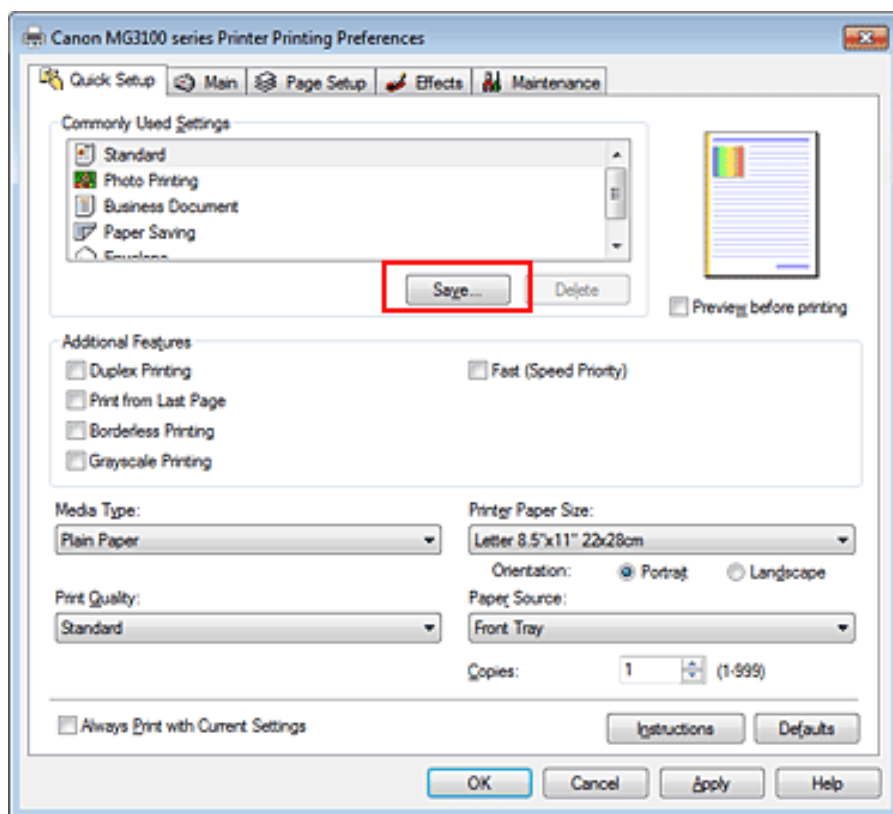 Canon MG3100 series Printer Printing Preferences
Quick Setup Main Page Setup Effects Maintenance
Commonly Used Settings
Standard
Photo Printing
Business Document
Paper Saving
Envelope
Save... Delete
Preview before printing
Additional Features
Duplex Printing Fast (Speed Priority)
Print from Last Page
Borderless Printing
Grayscale Printing
Media Type: Printer Paper Size:
Plain Paper Letter 8.5"x11" 22x28cm
Orientation: Portrait Landscape
Print Quality: Paper Source:
Standard Front Tray
Copies: 1 (1-999)
Always Print with Current Settings Instructions Defaults
OK Cancel Apply Help